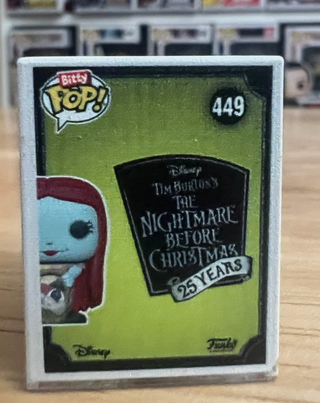 Bitty
POP!
449
Disney
TIM BURTON'S
THE
NIGHTMARE
BEFORE
CHRISTMAS
25 YEARS
Disney
Funko